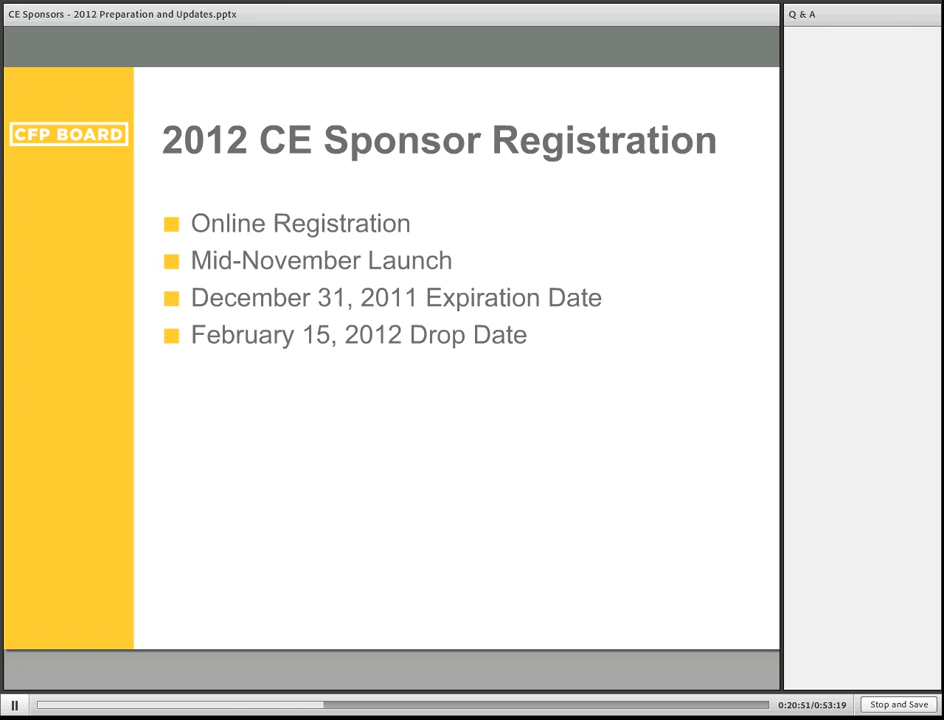 CE Sponsors - 2012 Preparation and Updates.pptx
Q & A
CFP BOARD
2012 CE Sponsor Registration
Online Registration
Mid-November Launch
December 31, 2011 Expiration Date
February 15, 2012 Drop Date
0:20:51/0:53:19
Stop and Save